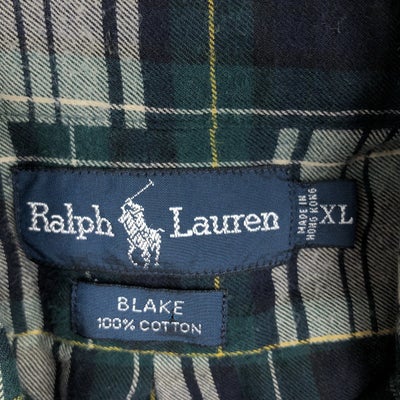 Ralph Lauren
MADE IN
HONG KONG
XL
BLAKE
100% COTTON